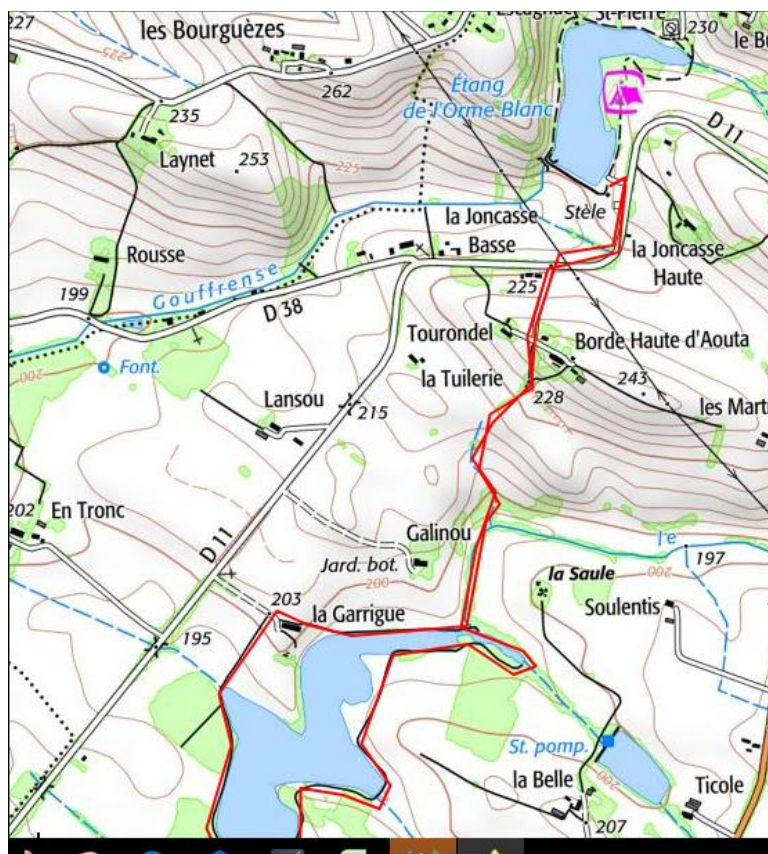 227
les Bourguèzes
St-Pierre
230
225
262
Étang
de l'Orme Blanc
235
D 11
Laynet
253
225
Stèle
la Joncasse
Basse
la Joncasse
Haute
Rousse
Gouffrense
199
D 38
225
Tourondel
Borde Haute d'Aouta
200
Font.
la Tuilerie
243
Lansou
228
215
les Mart
202
En Tronc
Galinou
D 11
Jard. bot.
200
la Saule
200
197
Soulentis
203
la Garrigue
195
St. pomp.
200
la Belle
Ticole
207